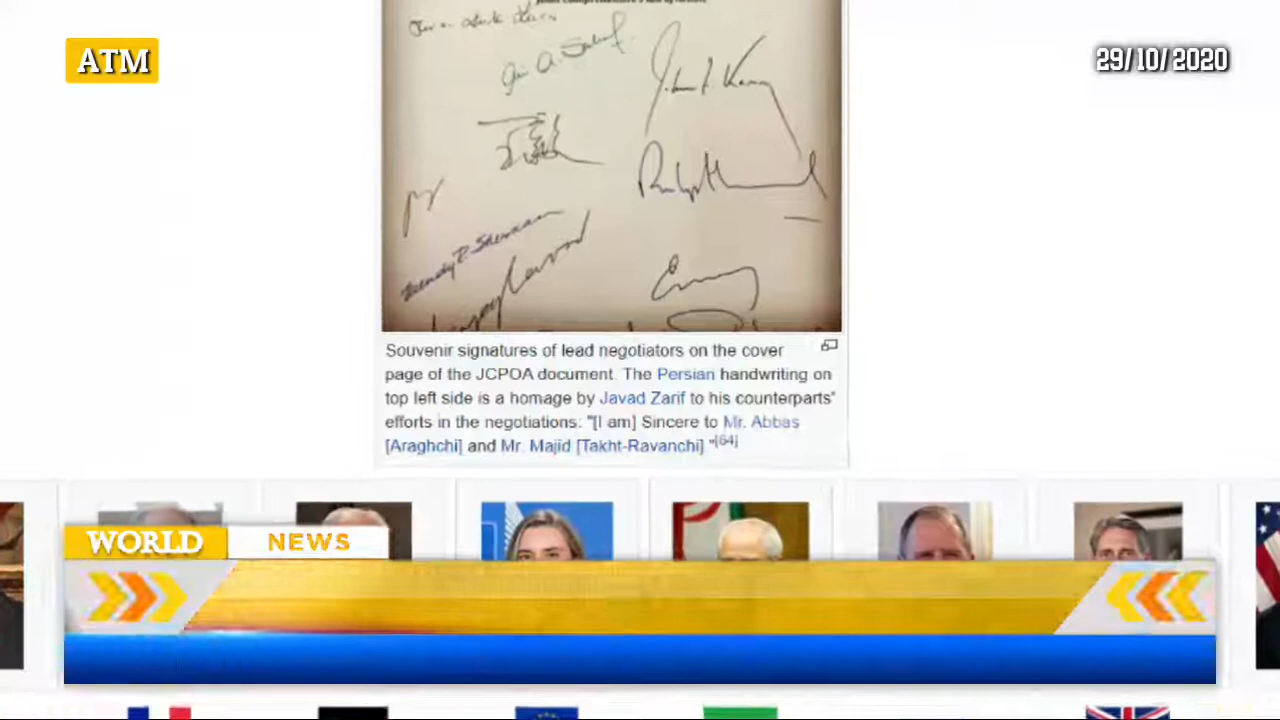 ATM
29/10/2020
Wendy R. Sherman
Souvenir signatures of lead negotiators on the cover
page of the JCPOA document. The Persian handwriting on
top left side is a homage by Javad Zarif to his counterparts'
efforts in the negotiations: "[I am] Sincere to Mr. Abbas
[Araghchi] and Mr. Majid [Takht-Ravanchi]."[64]
WORLD NEWS